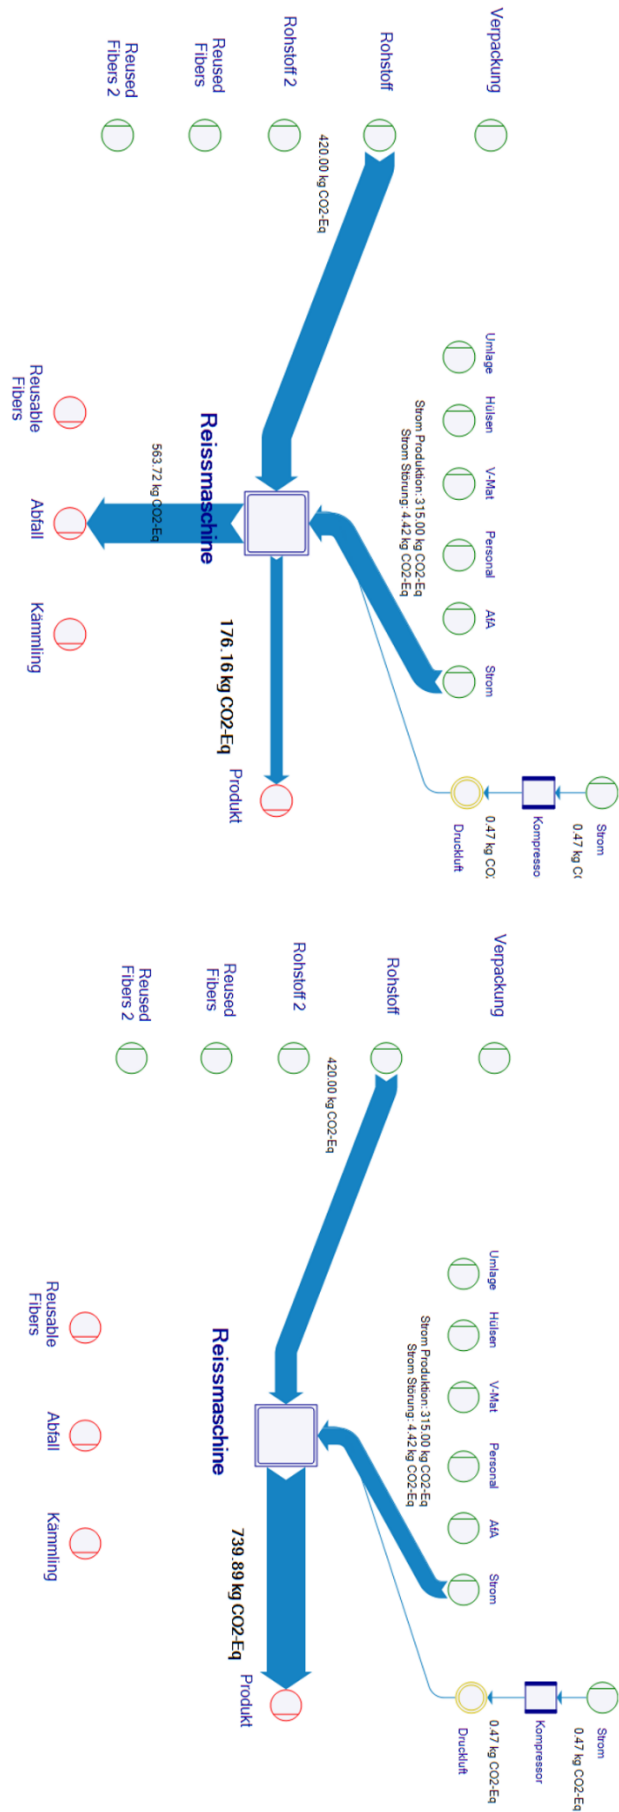 Verpackung
Rohstoff
Rohstoff 2
Reused
Fibers
Reused
Fibers 2
420.00 kg CO2-Eq
Umlage
Hülsen
V-Mat
Personal
AfA
Strom
Strom Produktion: 315.00 kg CO2-Eq
Strom Störung: 4.42 kg CO2-Eq
Reissmaschine
563.72 kg CO2-Eq
Reusable
Fibers
Abfall
Kämmling
176.16 kg CO2-Eq
Produkt
Strom
0.47 kg C(
Kompresso
0.47 kg CO:
Druckluft
Verpackung
Rohstoff
Rohstoff 2
Reused
Fibers
Reused
Fibers 2
420.00 kg CO2-Eq
Umlage
Hülsen
V-Mat
Personal
AfA
Strom
Strom Produktion: 315.00 kg CO2-Eq
Strom Störung: 4.42 kg CO2-Eq
Reissmaschine
Reusable
Fibers
Abfall
Kämmling
739.89 kg CO2-Eq
Produkt
Strom
0.47 kg CO2-Eq
Kompressor
0.47 kg CO2-Eq
Druckluft